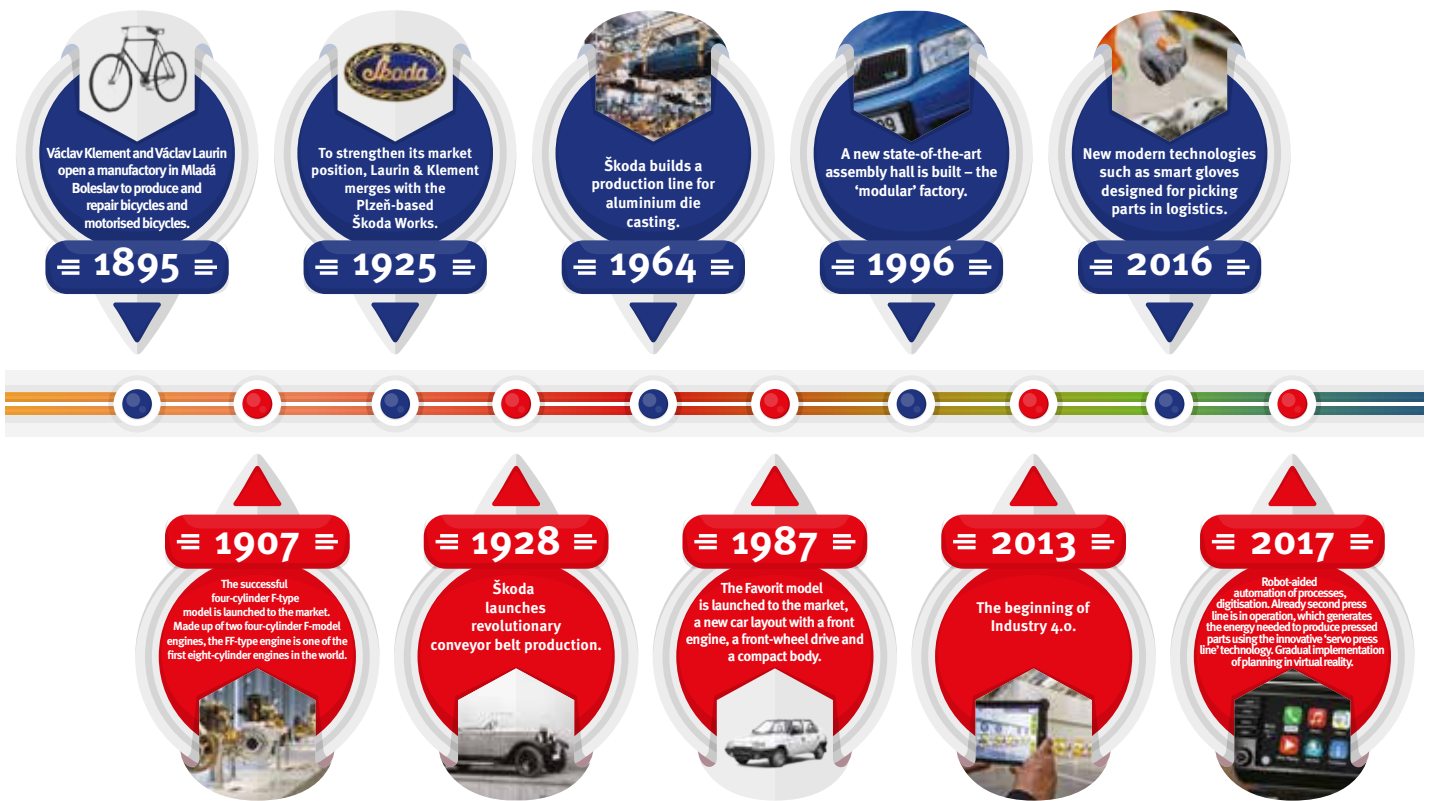 Škoda
99
Václav Klement and Václav Laurin
open a manufactory in Mladá
Boleslav to produce and
repair bicycles and
motorised bicycles.
1895
To strengthen its market
position, Laurin & Klement
merges with the
Plzeň-based
Škoda Works.
1925
Škoda builds a
production line for
aluminium die
casting.
1964
A new state-of-the-art
assembly hall is built – the
‘modular’ factory.
1996
New modern technologies
such as smart gloves
designed for picking
parts in logistics.
2016
1907
The successful
four-cylinder F-type
model is launched to the market.
Made up of two four-cylinder F-model
engines, the FF-type engine is one of the
first eight-cylinder engines in the world.
1928
Škoda
launches
revolutionary
conveyor belt production.
1987
The Favorit model
is launched to the market,
a new car layout with a front
engine, a front-wheel drive and
a compact body.
2013
The beginning of
Industry 4.0.
2017
Robot-aided
automation of processes,
digitisation. Already second press
line is in operation, which generates
the energy needed to produce pressed
parts using the innovative ‘servo press
line’ technology. Gradual implementation
of planning in virtual reality.